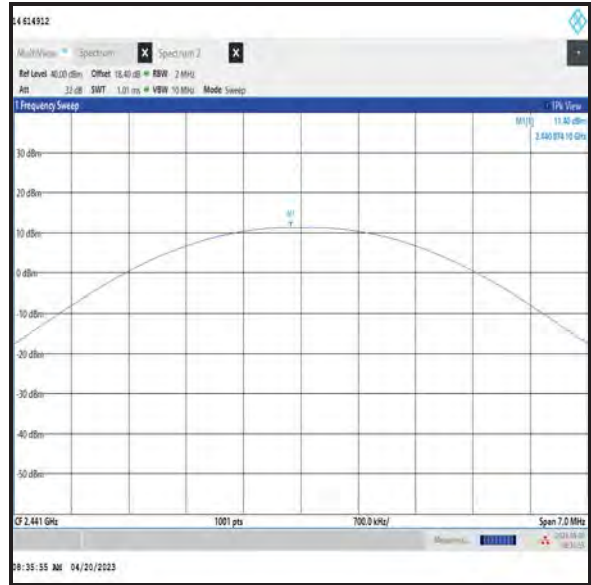 14 614912
MultiView Spectrum X Spectrum 2 X
Ref Level 40.00 dBm Offset 18.40 dB RBW 2 MHz
Att 32 dB SWT 1.01 ms VBW 10 MHz Mode Sweep
1 Frequency Sweep 1Pk View
M1[1] 11.40 dBm
2.440 874 10 GHz
30 dBm
20 dBm
M1
10 dBm
0 dBm
-10 dBm
-20 dBm
-30 dBm
-40 dBm
-50 dBm
CF 2.441 GHz 1001 pts 700.0 kHz/ Span 7.0 MHz
08:35:55 AM 04/20/2023